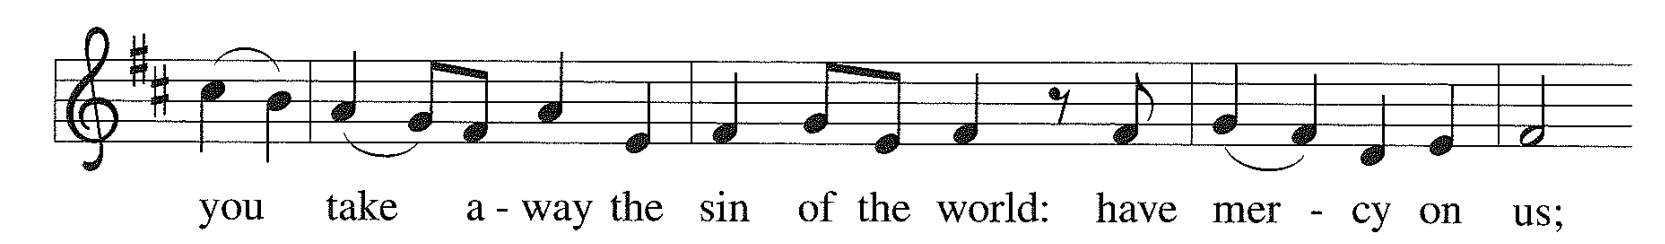 you take a - way the sin of the world: have mer - cy on us;